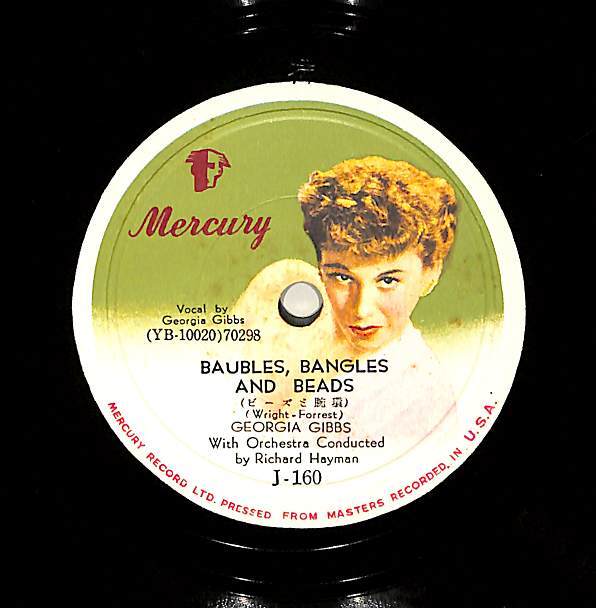 Mercury
Vocal by
Georgia Gibbs
(YB-10020)70298
BAUBLES, BANGLES
AND BEADS
(ビーズと腕環)
(Wright-Forrest)
GEORGIA GIBBS
With Orchestra Conducted
by Richard Hayman
J-160
MERCURY RECORD LTD. PRESSED FROM MASTERS RECORDED. IN U.S.A.